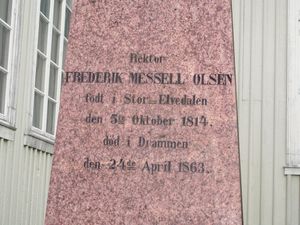 Rektor
FREDERIK MESSELL OLSEN
født i Stor-Elvedalen
den 5te Oktober 1814.
død i Drammen
den 24de April 1863.